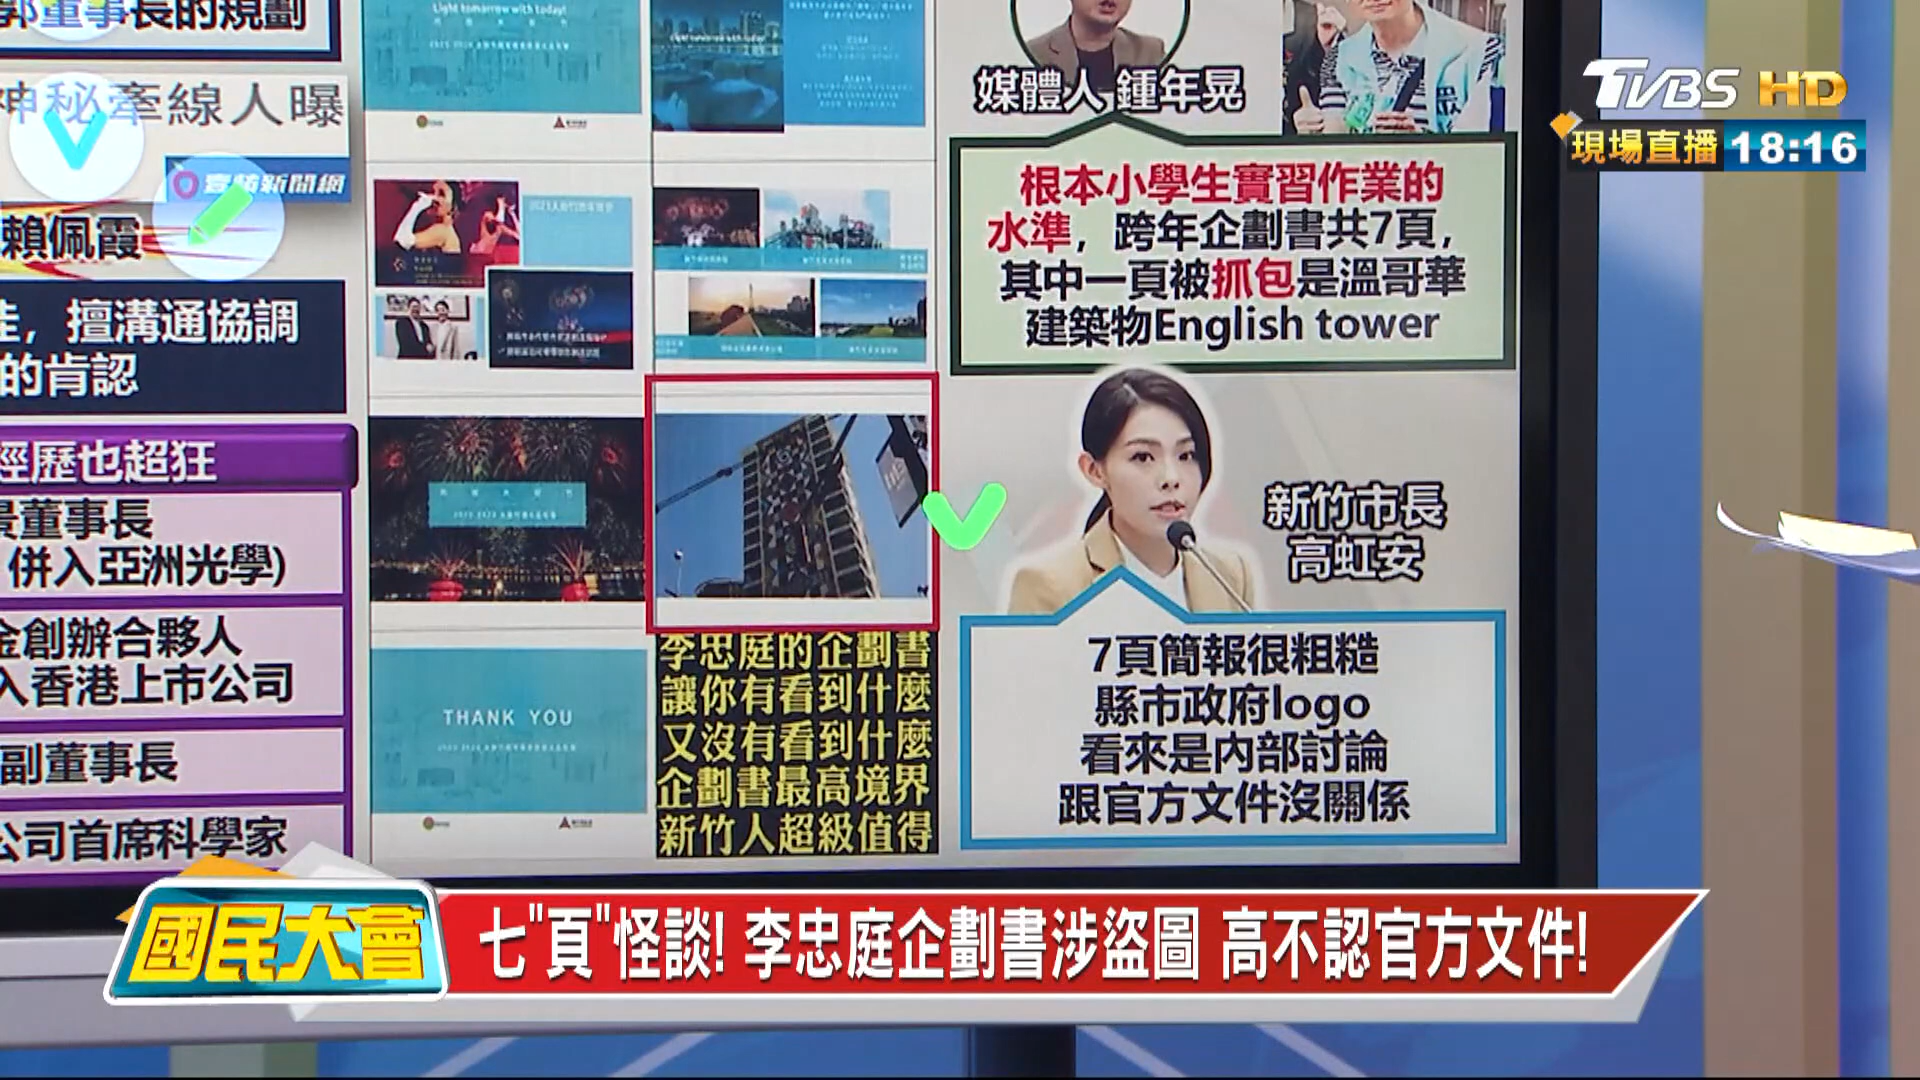 郭董事長的規劃
神秘牽線人曝
壹蘋新聞網
賴佩霞
佳，擅溝通協調
的肯認
經歷也超狂
董事長
併入亞洲光學)
金創辦合夥人
入香港上市公司
副董事長
公司首席科學家
Light tomorrow with today!
THANK YOU
李忠庭的企劃書
讓你有看到什麼
又沒有看到什麼
企劃書最高境界
新竹人超級值得
媒體人 鍾年晃
根本小學生實習作業的
水準，跨年企劃書共7頁，
其中一頁被抓包是溫哥華
建築物English tower
新竹市長
高虹安
7頁簡報很粗糙
縣市政府logo
看來是內部討論
跟官方文件沒關係
TVBS HD
現場直播 18:16
國民大會
七"頁"怪談! 李忠庭企劃書涉盜圖 高不認官方文件!